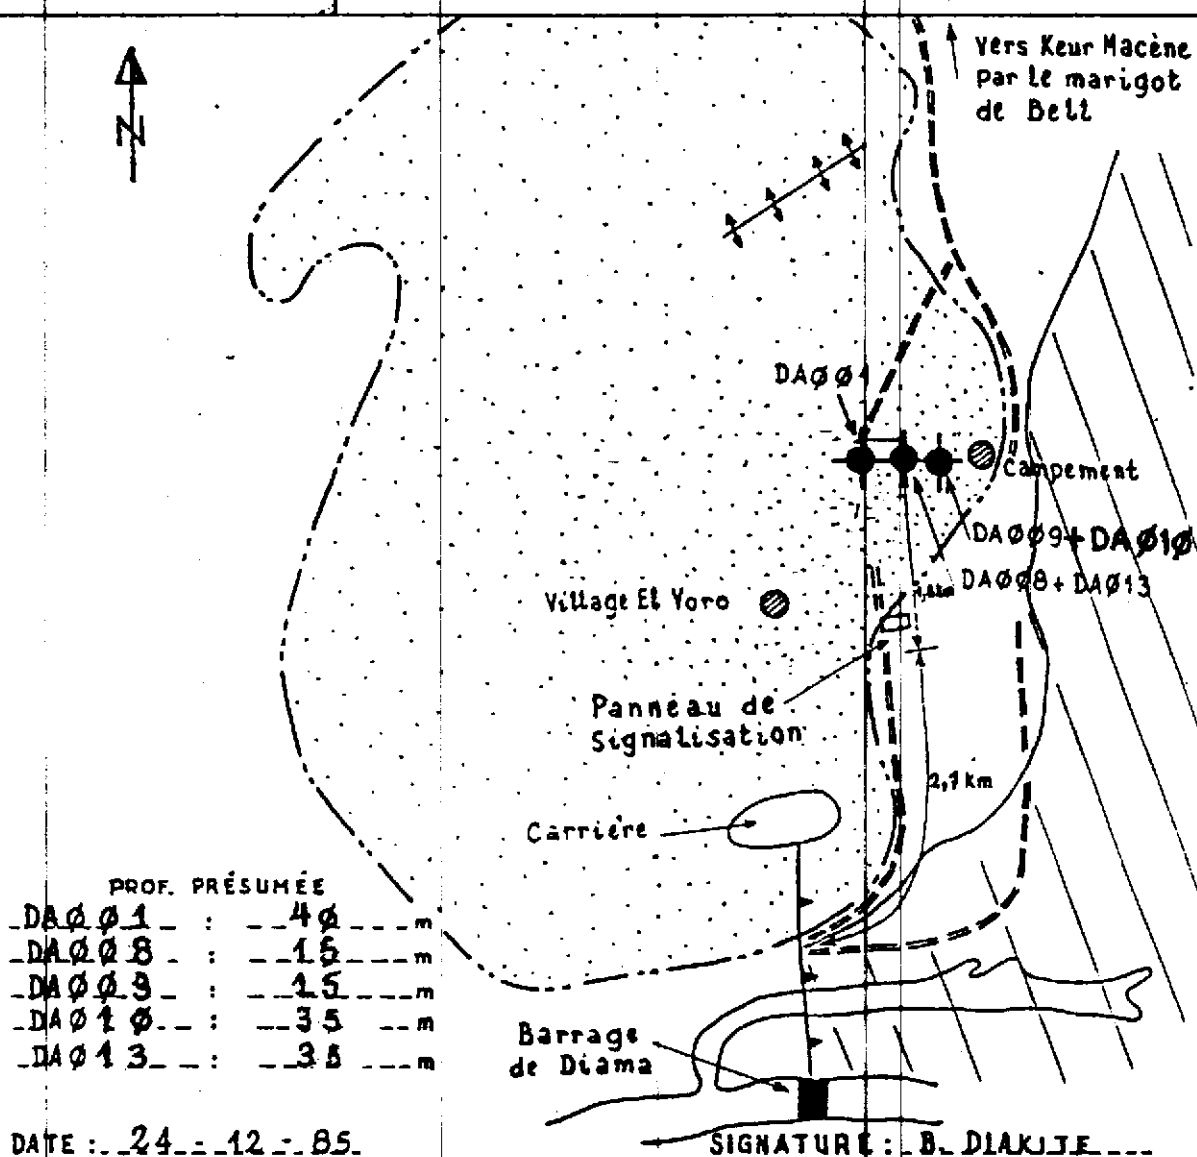 N
vers Keur Macène
par le marigot
de Bell
DAØØ1
Campement
DAØØ9+DAØ1Ø
DAØØ8+DAØ13
Village El Voro
Panneau de
Signalisation
2,7 km
Carrière
PROF. PRÉSUMÉE
DAØØ1 : 4Ø m
DAØØ8 : 15 m
DAØØ9 : 15 m
DAØ1Ø : 35 m
DAØ13 : 35 m
Barrage
de Diama
DATE : 24 - 12 - 85
SIGNATURE : B. DIAKITE